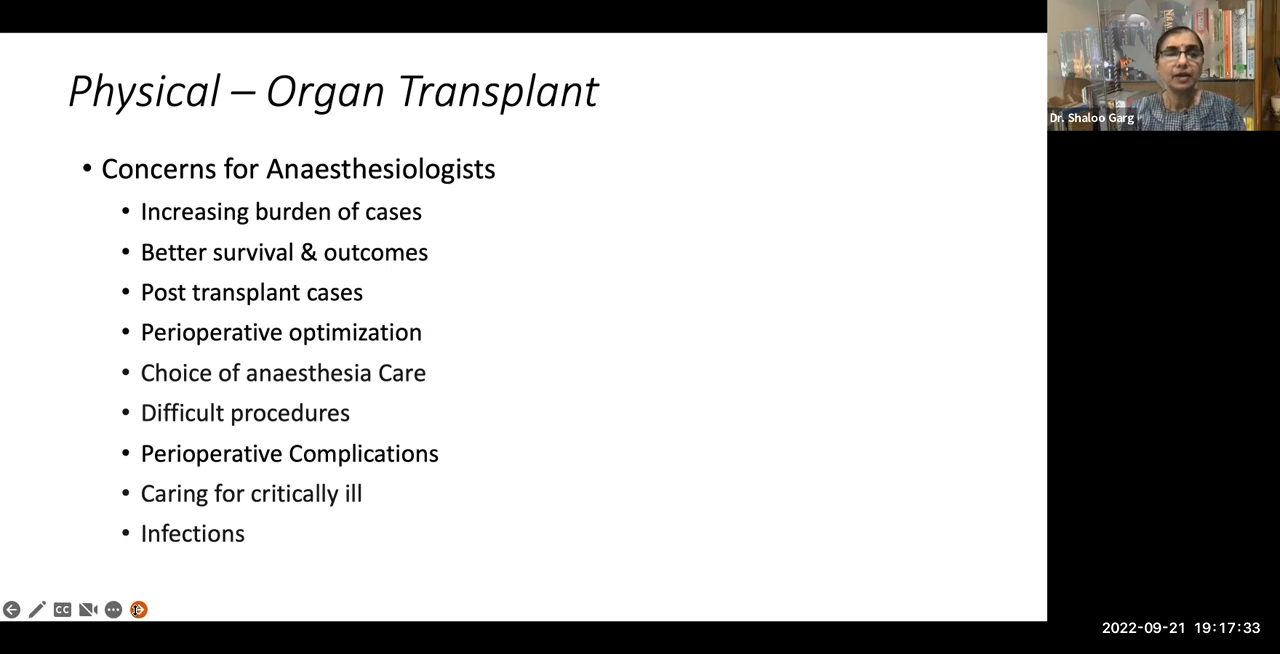 Physical – Organ Transplant
• Concerns for Anaesthesiologists
• Increasing burden of cases
• Better survival & outcomes
• Post transplant cases
• Perioperative optimization
• Choice of anaesthesia Care
• Difficult procedures
• Perioperative Complications
• Caring for critically ill
• Infections
CC
Dr. Shaloo Garg
2022-09-21 19:17:33